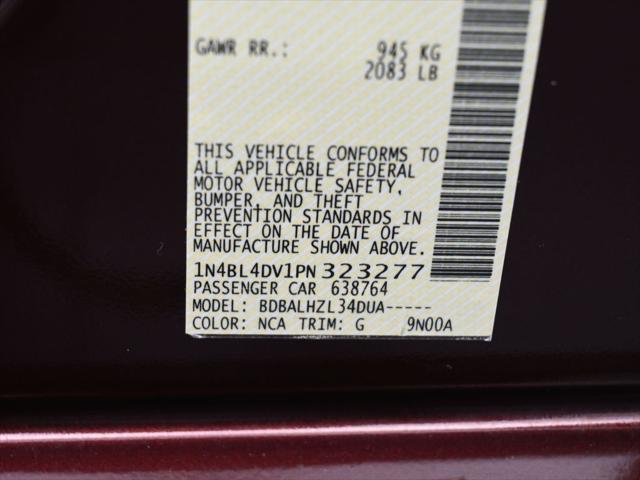 GAWR RR.: 945 KG
2083 LB
THIS VEHICLE CONFORMS TO
ALL APPLICABLE FEDERAL
MOTOR VEHICLE SAFETY,
BUMPER, AND THEFT
PREVENTION STANDARDS IN
EFFECT ON THE DATE OF
MANUFACTURE SHOWN ABOVE.
1N4BL4DV1PN323277
PASSENGER CAR 638764
MODEL: BDBALHZL34DUA-----
COLOR: NCA TRIM: G 9N00A